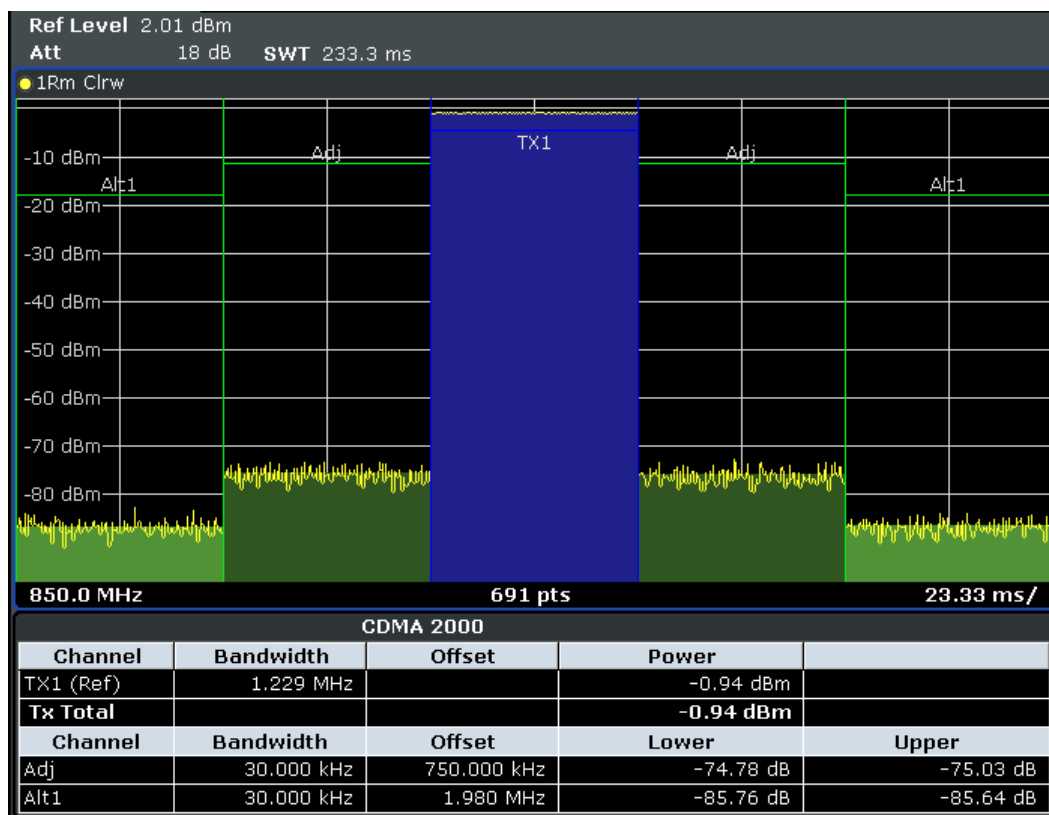 Ref Level 2.01 dBm
Att 18 dB SWT 233.3 ms
1Rm Clrw
TX1
-10 dBm Adj Adj
Alt1 Alt1
-20 dBm
-30 dBm
-40 dBm
-50 dBm
-60 dBm
-70 dBm
-80 dBm
850.0 MHz 691 pts 23.33 ms/
CDMA 2000
Channel Bandwidth Offset Power
TX1 (Ref) 1.229 MHz -0.94 dBm
Tx Total -0.94 dBm
Channel Bandwidth Offset Lower Upper
Adj 30.000 kHz 750.000 kHz -74.78 dB -75.03 dB
Alt1 30.000 kHz 1.980 MHz -85.76 dB -85.64 dB